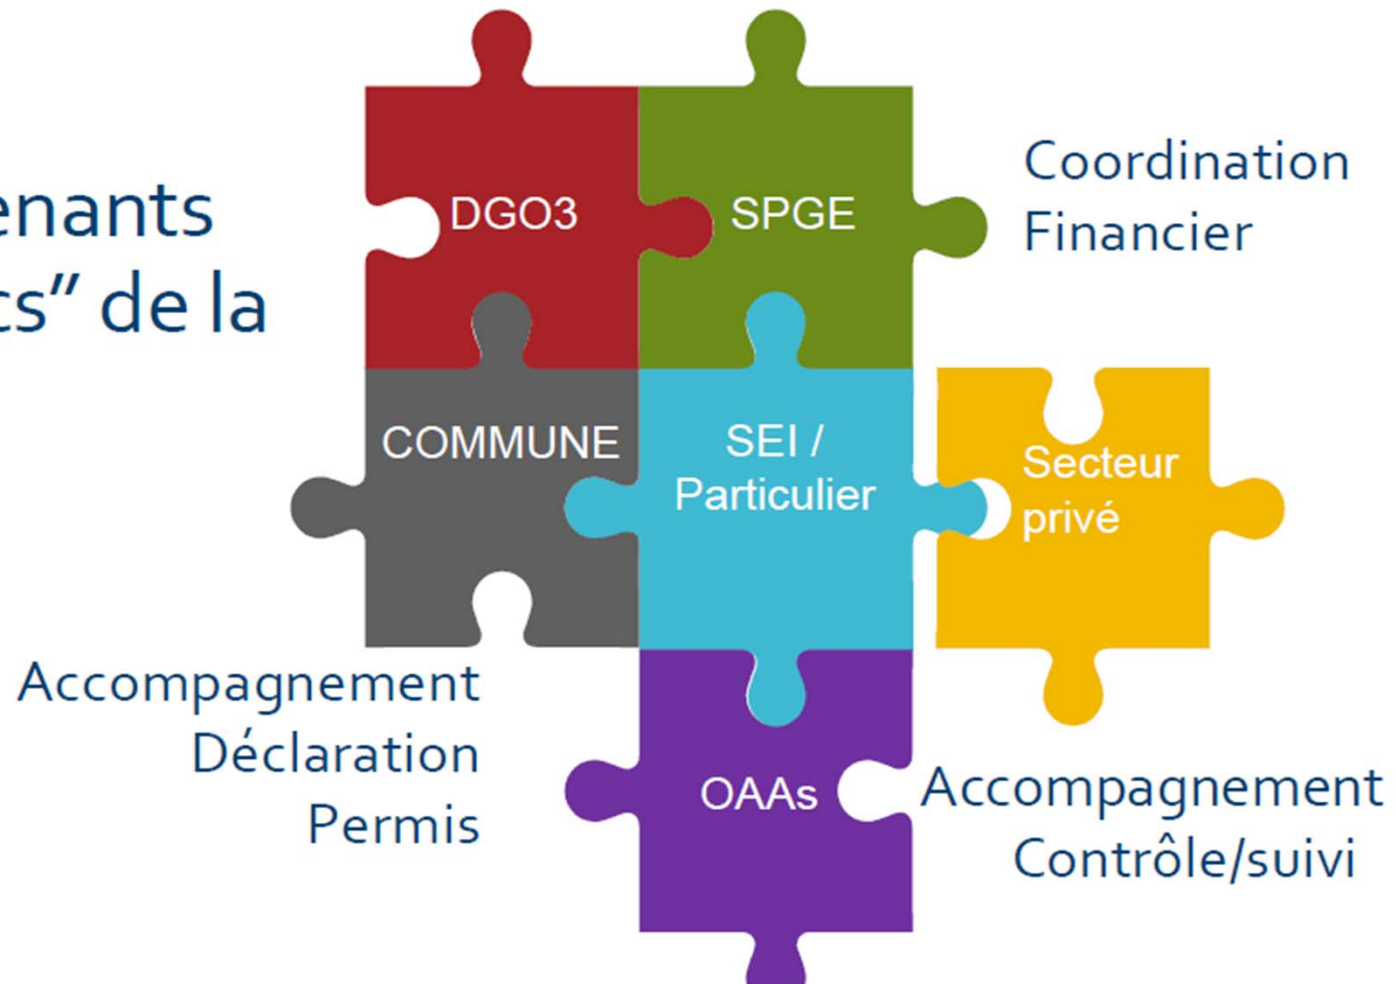 enants
cs” de la
DGO3
SPGE
Coordination
Financier
COMMUNE
SEI /
Particulier
Secteur
privé
Accompagnement
Déclaration
Permis
OAAs
Accompagnement
Contrôle/suivi